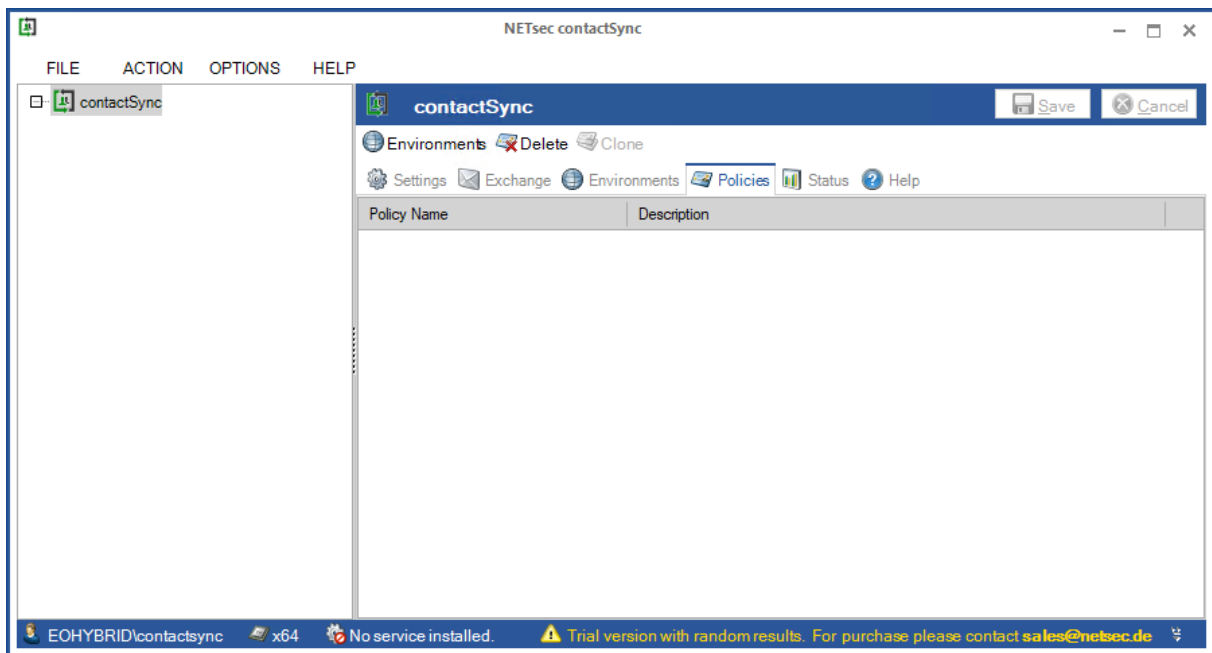 NETsec contactSync
FILE ACTION OPTIONS HELP
contactSync
contactSync Save Cancel
Environments Delete Clone
Settings Exchange Environments Policies Status Help
Policy Name Description
EOHYBRID\contactsync x64 No service installed. Trial version with random results. For purchase please contact sales@netsec.de